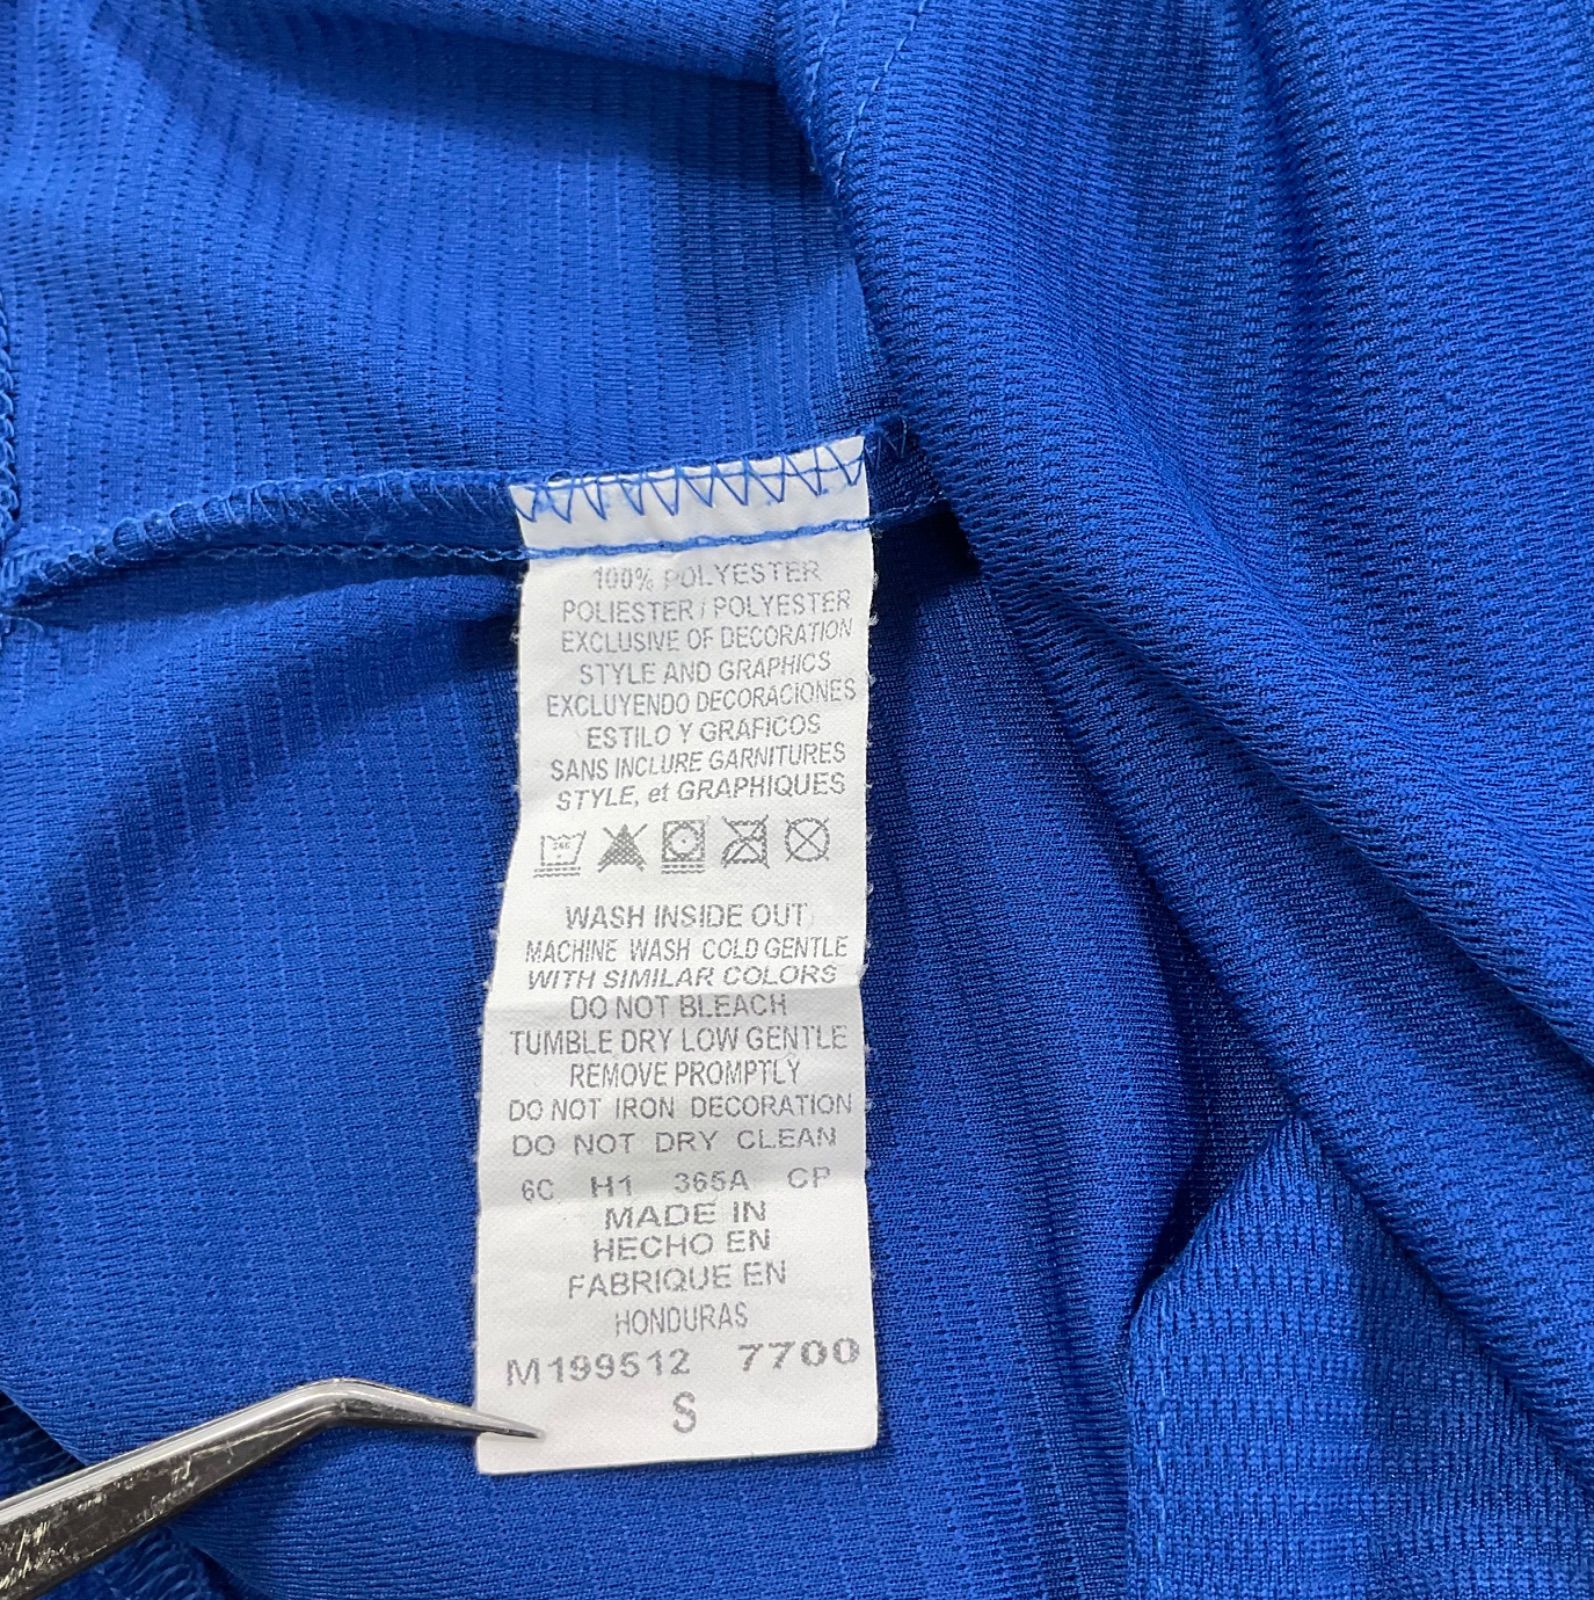 100% POLYESTER
POLIESTER / POLYESTER
EXCLUSIVE OF DECORATION
STYLE AND GRAPHICS
EXCLUYENDO DECORACIONES
ESTILO Y GRAFICOS
SANS INCLURE GARNITURES
STYLE, et GRAPHIQUES
WASH INSIDE OUT
MACHINE WASH COLD GENTLE
WITH SIMILAR COLORS
DO NOT BLEACH
TUMBLE DRY LOW GENTLE
REMOVE PROMPTLY
DO NOT IRON DECORATION
DO NOT DRY CLEAN
6C H1 365A CP
MADE IN
HECHO EN
FABRIQUE EN
HONDURAS
M199512 7700
S